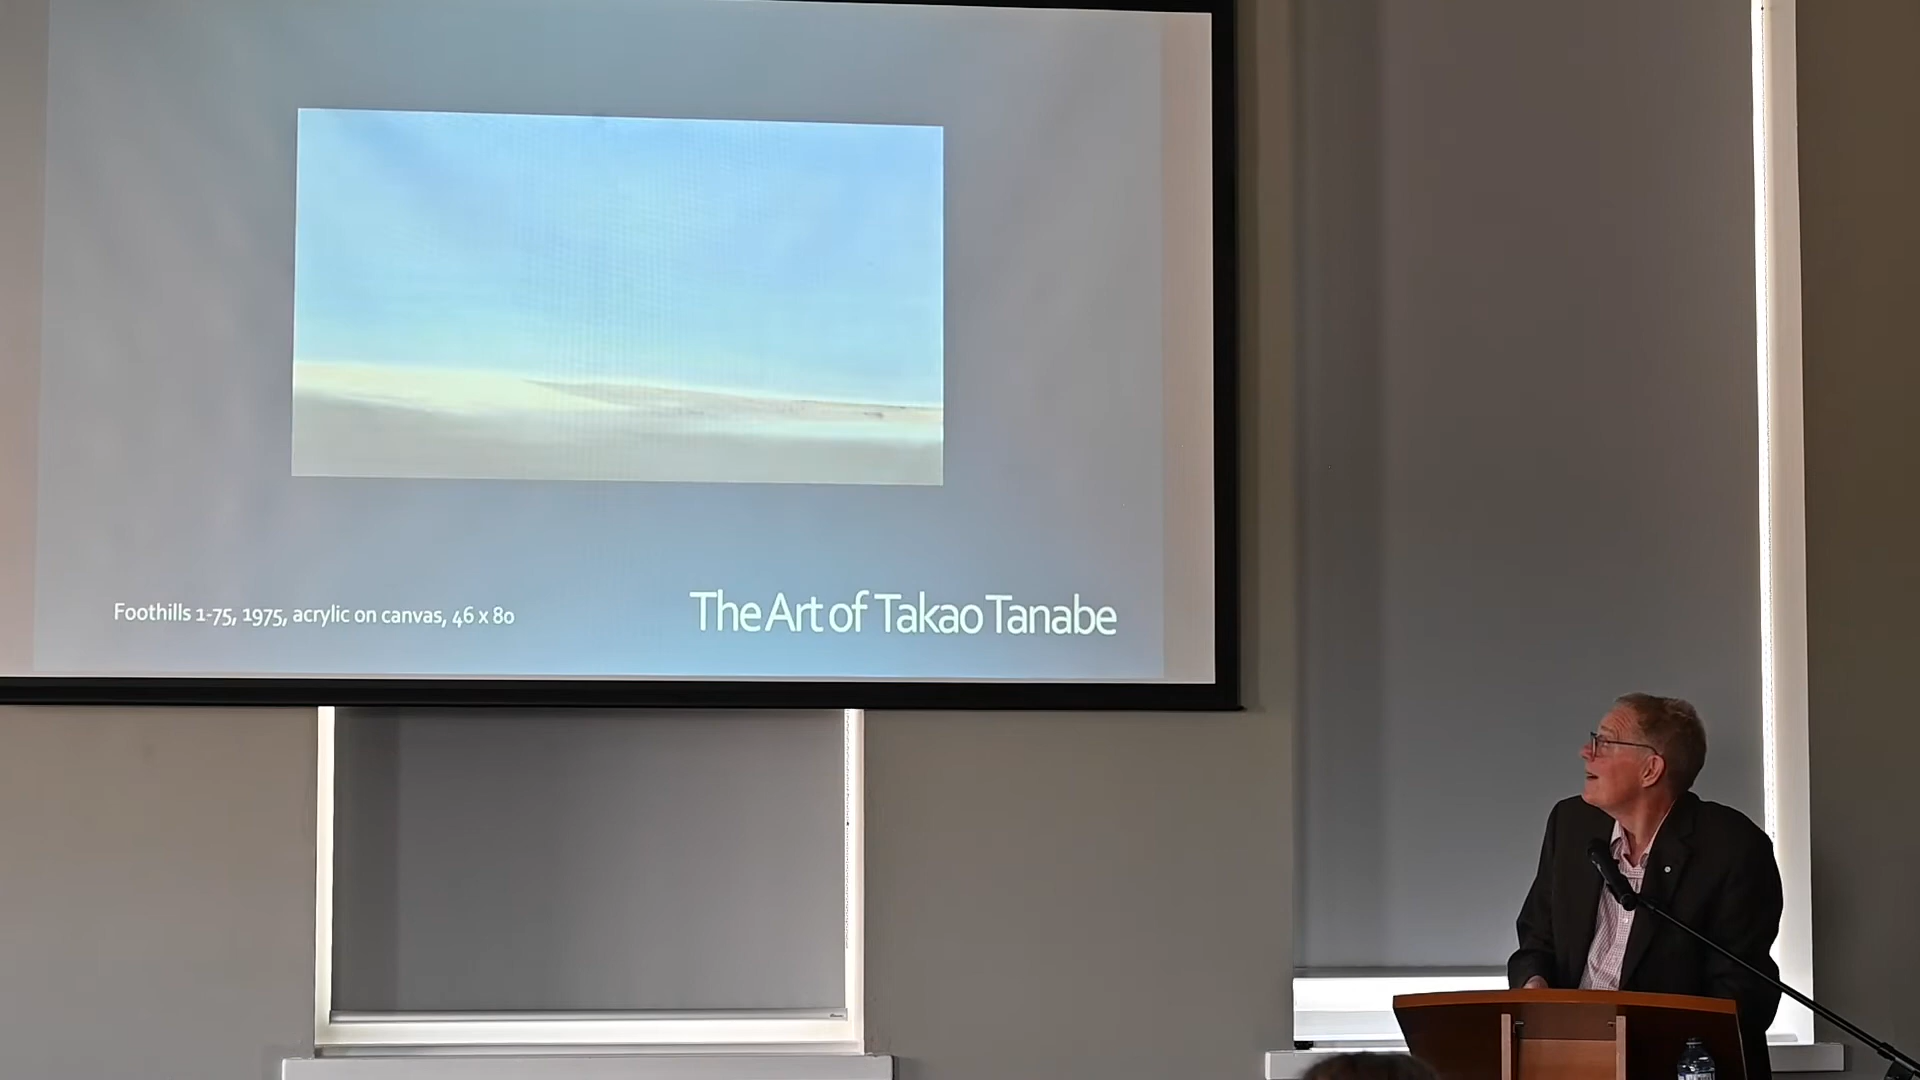 Foothills 1-75, 1975, acrylic on canvas, 46 x 80
The Art of Takao Tanabe